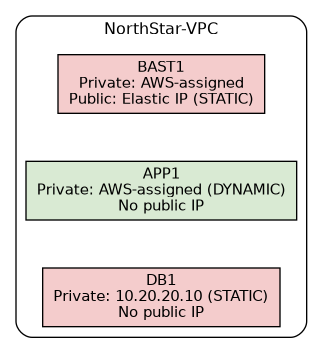 NorthStar-VPC
BAST1
Private: AWS-assigned
Public: Elastic IP (STATIC)
APP1
Private: AWS-assigned (DYNAMIC)
No public IP
DB1
Private: 10.20.20.10 (STATIC)
No public IP